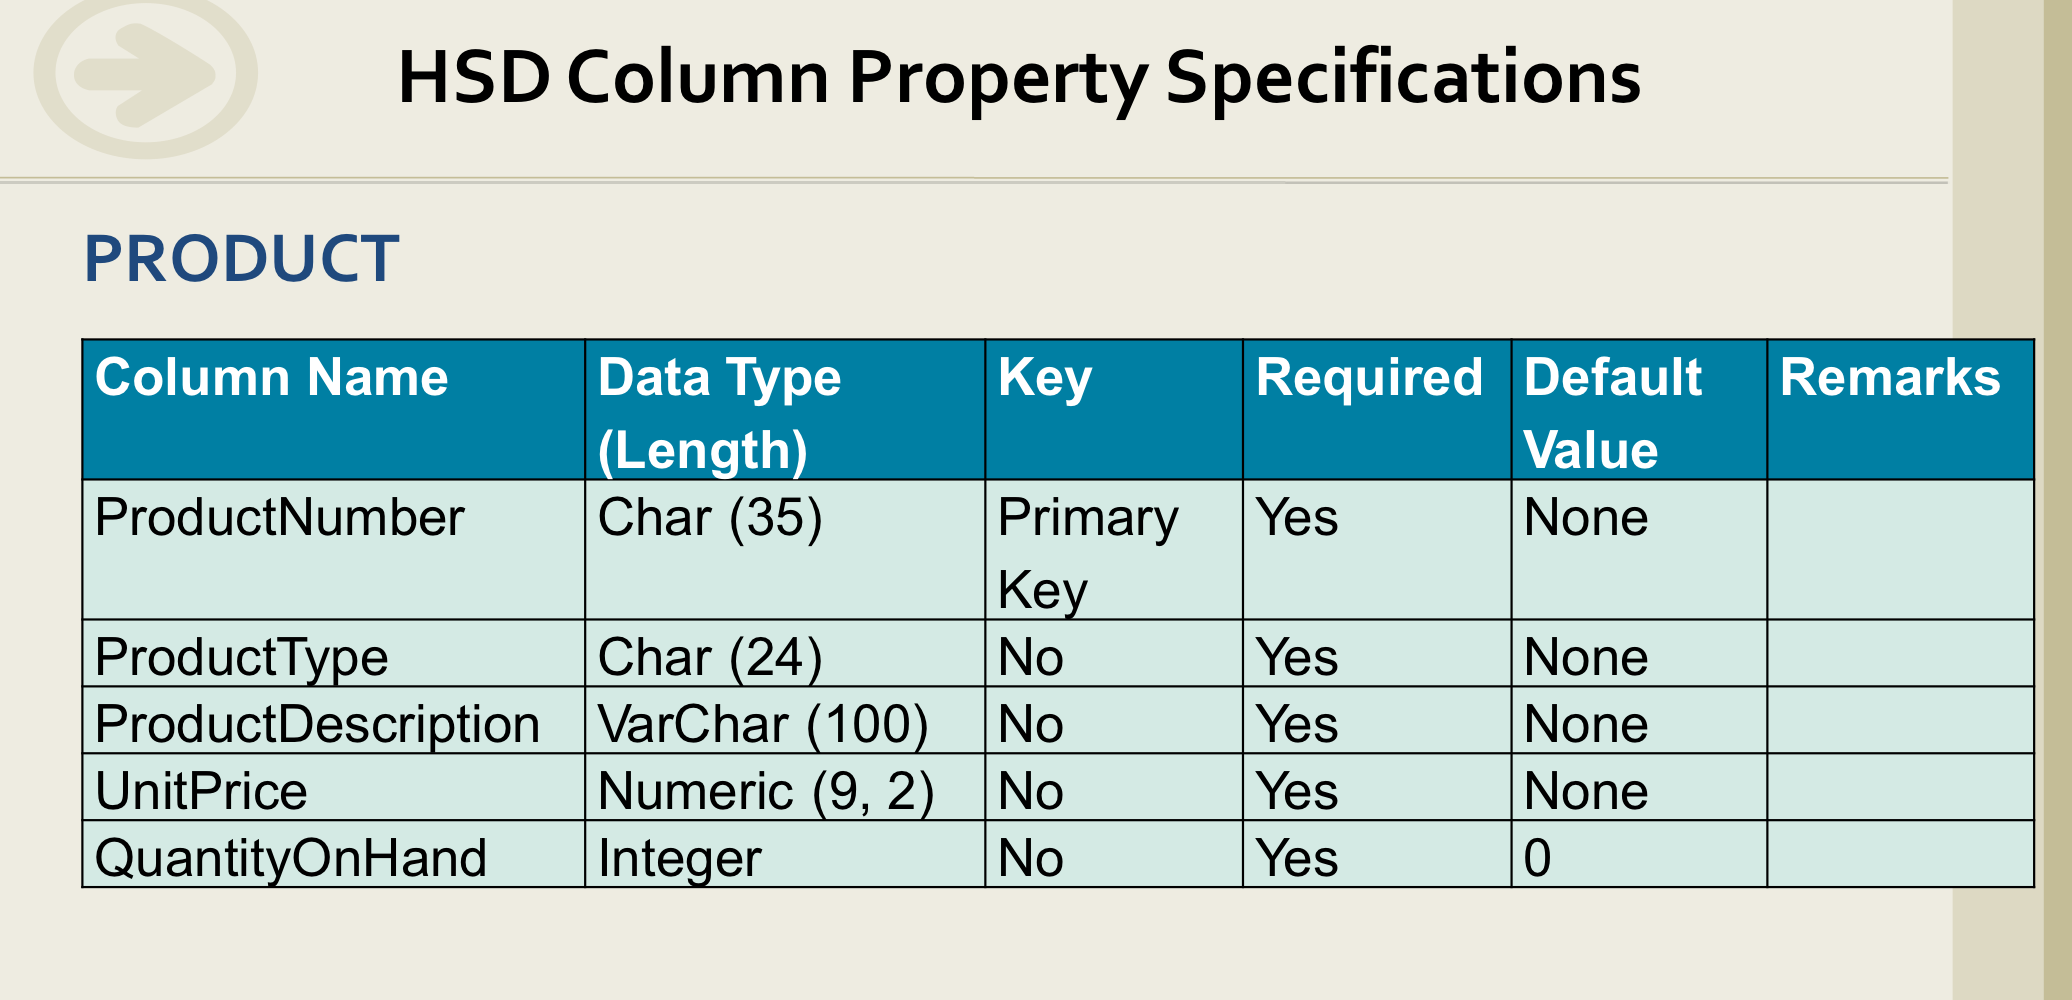 HSD Column Property Specifications
PRODUCT
Column Name Data Type (Length) Key Required Default Value Remarks
ProductNumber Char (35) Primary Key Yes None
ProductType Char (24) No Yes None
ProductDescription VarChar (100) No Yes None
UnitPrice Numeric (9, 2) No Yes None
QuantityOnHand Integer No Yes 0